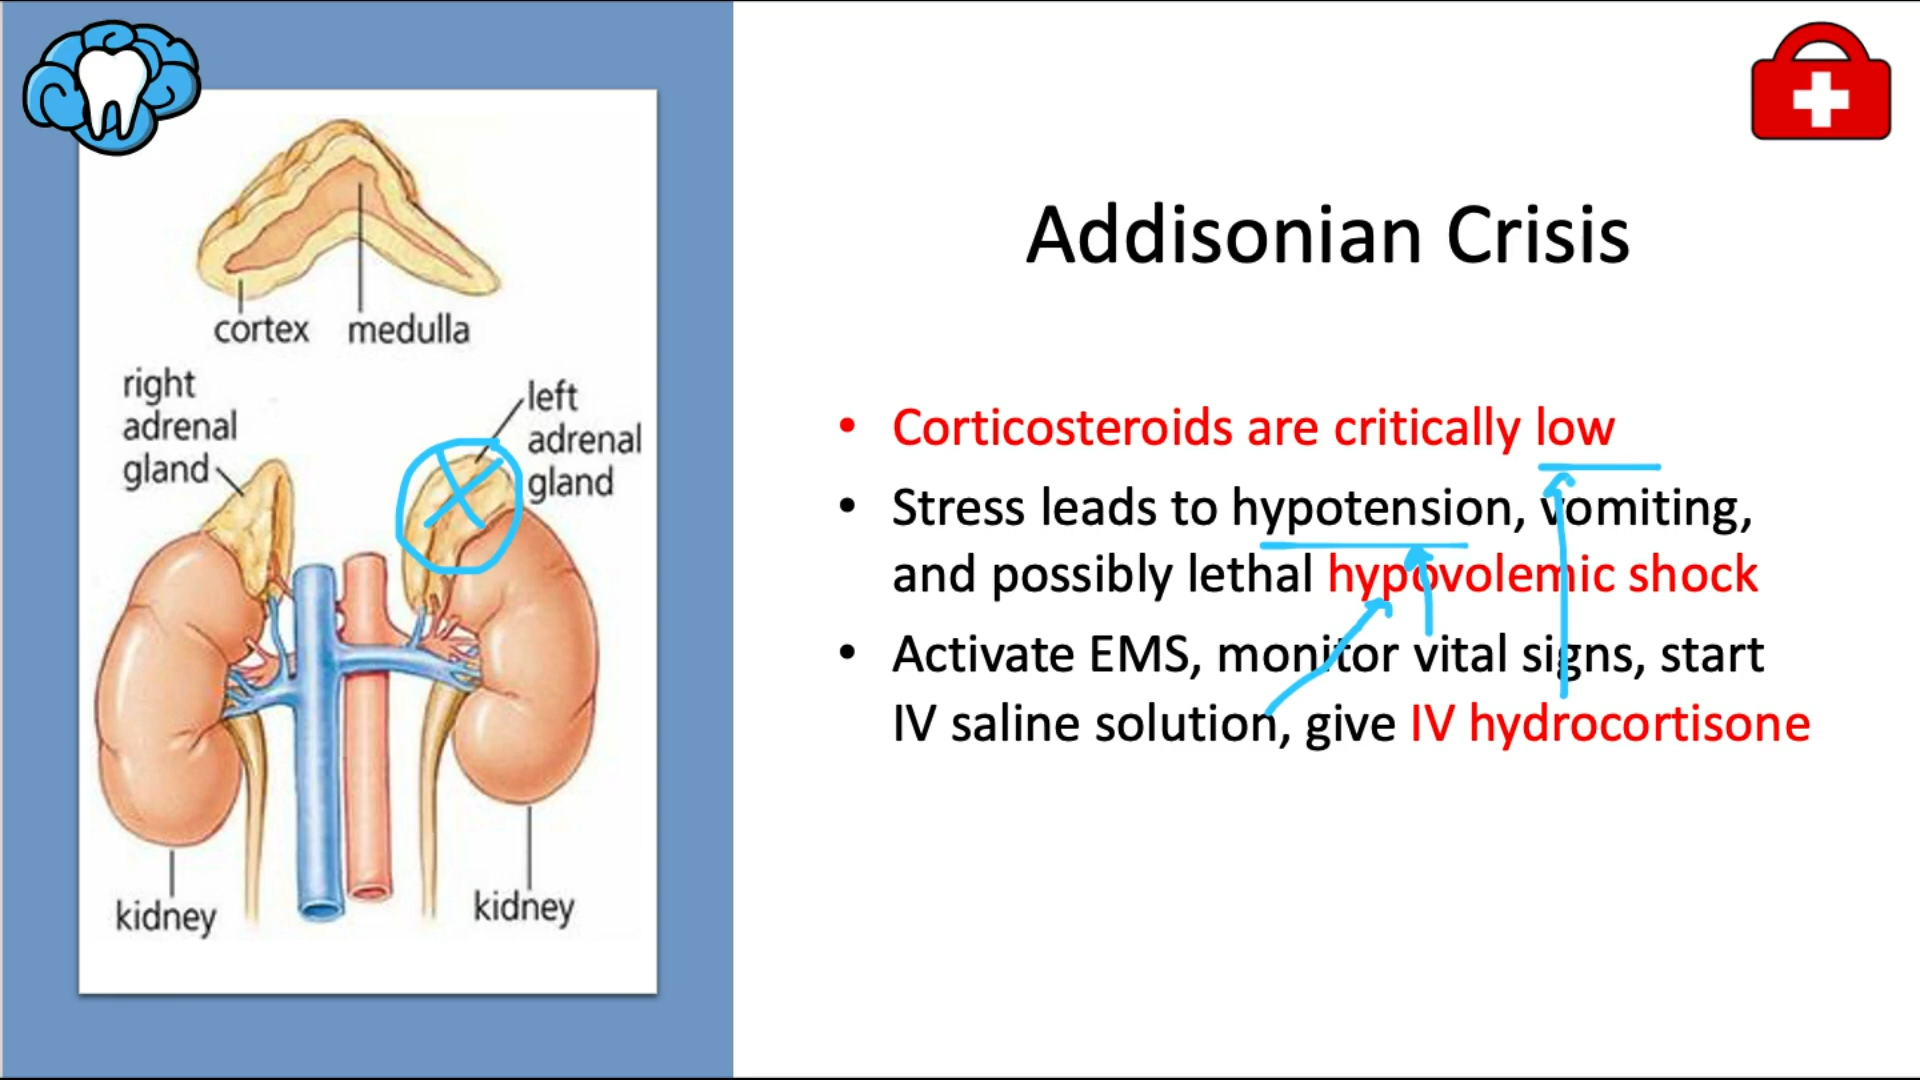 Addisonian Crisis
cortex medulla
right
adrenal
gland
left
adrenal
gland
kidney
kidney
• Corticosteroids are critically low
• Stress leads to hypotension, vomiting,
and possibly lethal hypovolemic shock
• Activate EMS, monitor vital signs, start
IV saline solution, give IV hydrocortisone